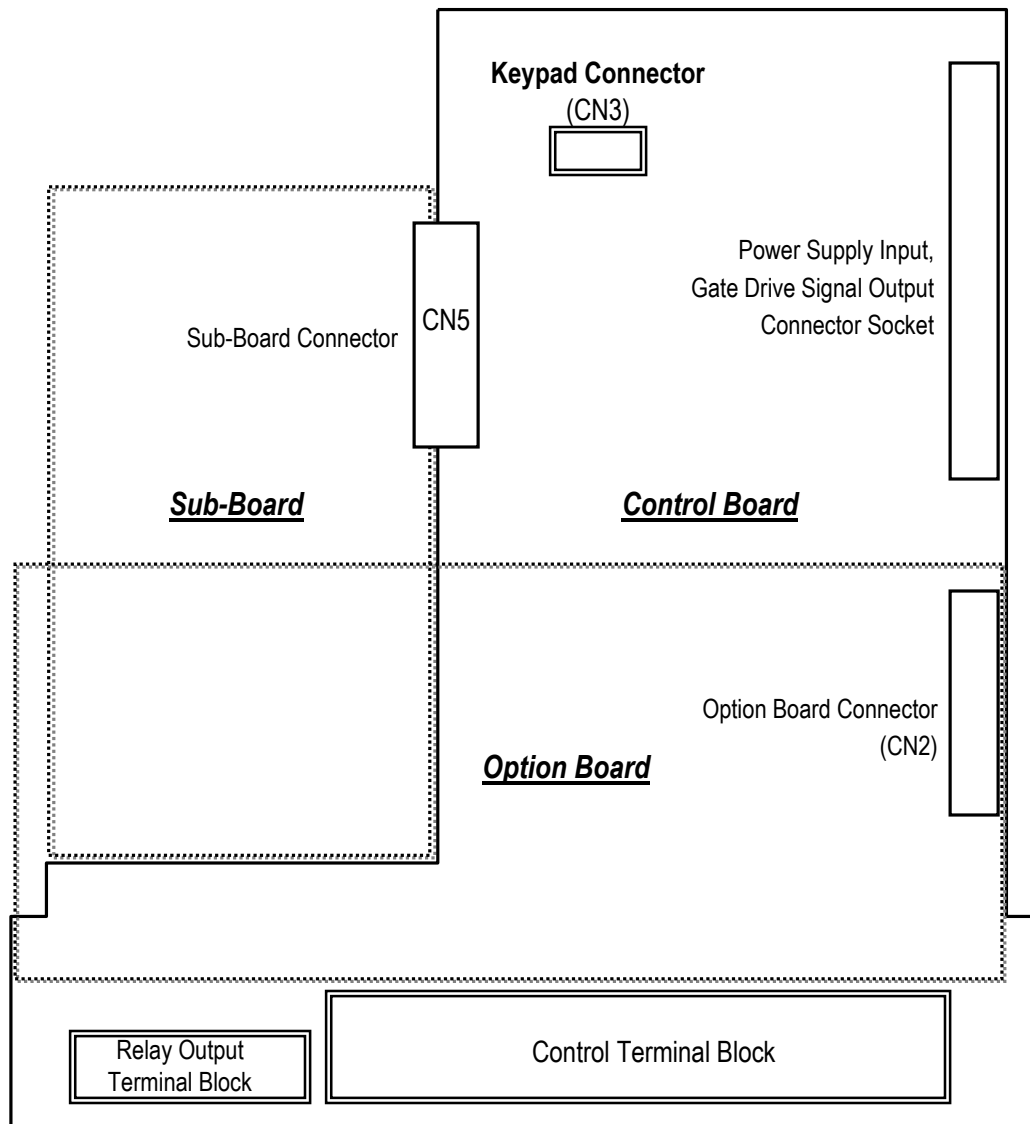 Keypad Connector
(CN3)
Power Supply Input,
Gate Drive Signal Output
Connector Socket
CN5
Sub-Board Connector
Sub-Board
Control Board
Option Board Connector
(CN2)
Option Board
Relay Output
Terminal Block
Control Terminal Block